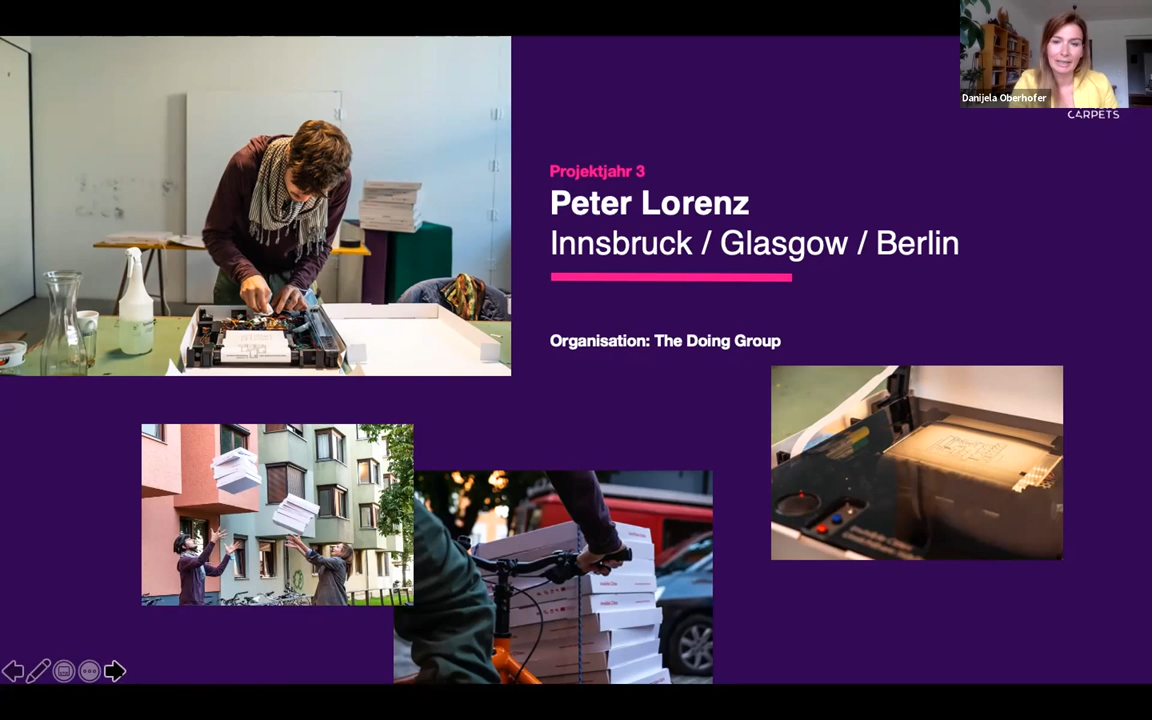 Danijela Oberhofer
CARPETS
Projektjahr 3
Peter Lorenz
Innsbruck / Glasgow / Berlin
Organisation: The Doing Group